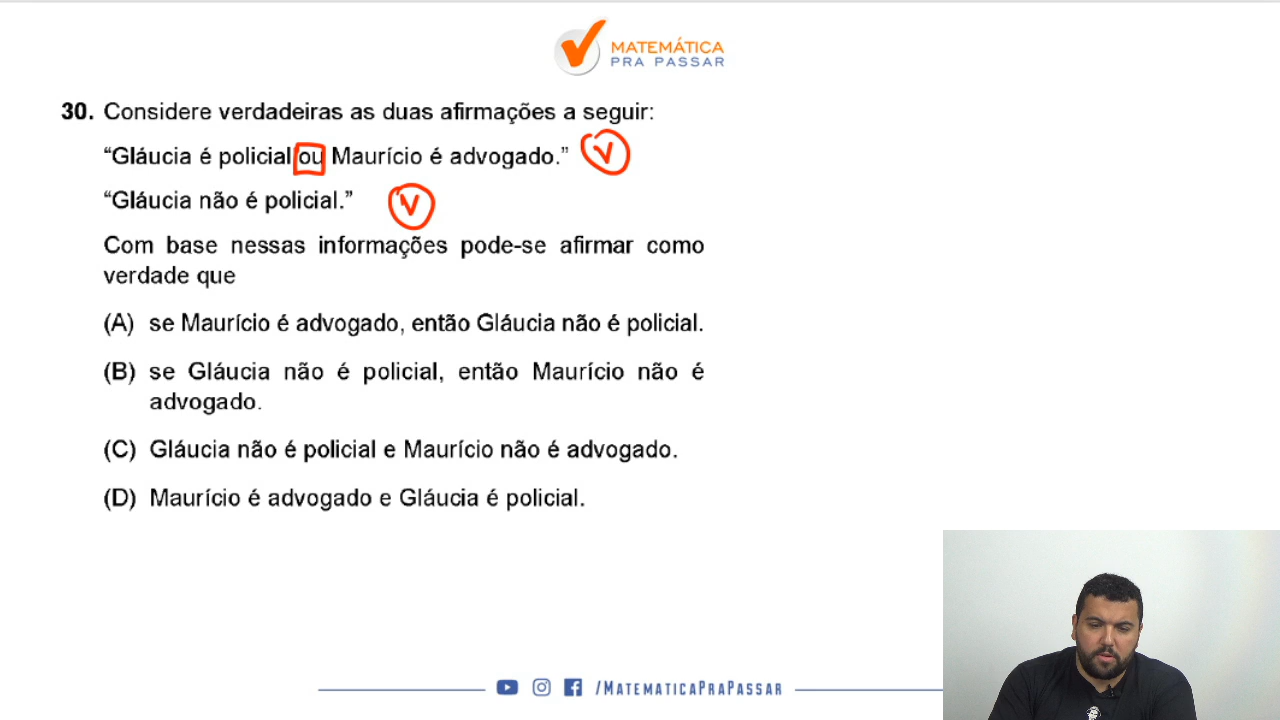 MATEMÁTICA
PRA PASSAR
30. Considere verdadeiras as duas afirmações a seguir:
“Gláucia é policial ou Maurício é advogado.” V
“Gláucia não é policial.” V
Com base nessas informações pode-se afirmar como
verdade que
(A) se Maurício é advogado, então Gláucia não é policial.
(B) se Gláucia não é policial, então Maurício não é
advogado.
(C) Gláucia não é policial e Maurício não é advogado.
(D) Maurício é advogado e Gláucia é policial.
/MATEMATICAPRAPASSAR